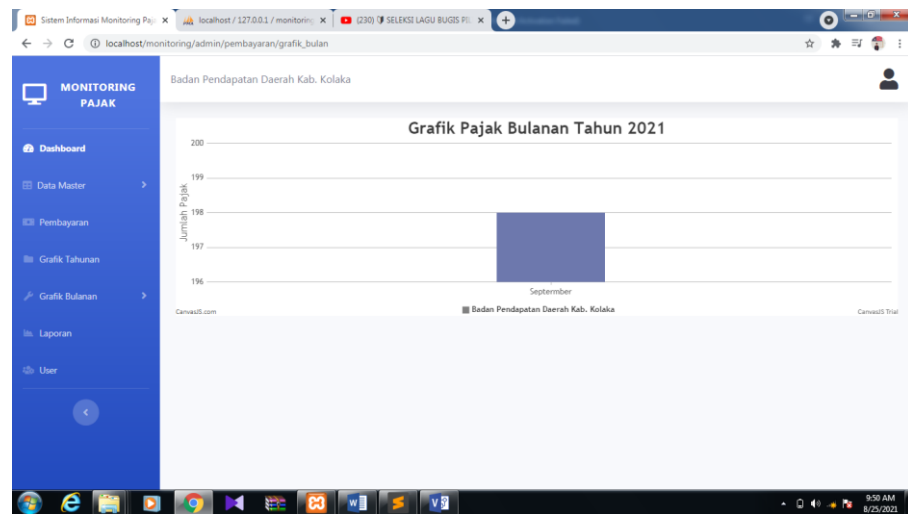 Sistem Informasi Monitoring Paja
localhost / 127.0.0.1 / monitoring
(230) SELEKSI LAGU BUGIS PIL
localhost/monitoring/admin/pembayaran/grafik_bulan
MONITORING
PAJAK
Badan Pendapatan Daerah Kab. Kolaka
Dashboard
Data Master
Pembayaran
Grafik Tahunan
Grafik Bulanan
Laporan
User
Grafik Pajak Bulanan Tahun 2021
Jumlah Pajak
200
199
198
197
196
Septermber
Badan Pendapatan Daerah Kab. Kolaka
CanvasJS.com
CanvasJS Trial
9:50 AM
8/25/2021